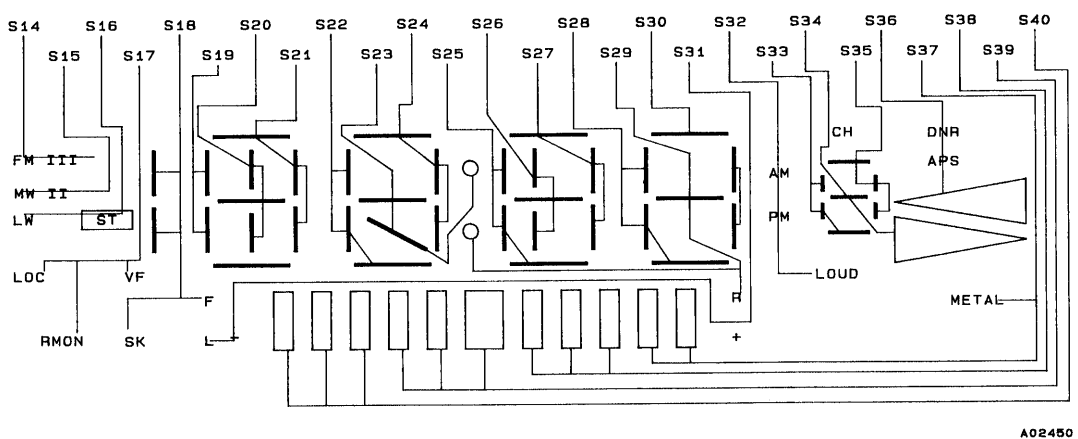 S14 S16 S18 S20 S22 S24 S26 S28 S30 S32 S34 S36 S38 S40
S15 S17 S19 S21 S23 S25 S27 S29 S31 S33 S35 S37 S39
CH DNR
FM III APS
AM
MW II
LW ST PM
LOC VF LOUD
F R METAL
RMON SK L - +
A02450